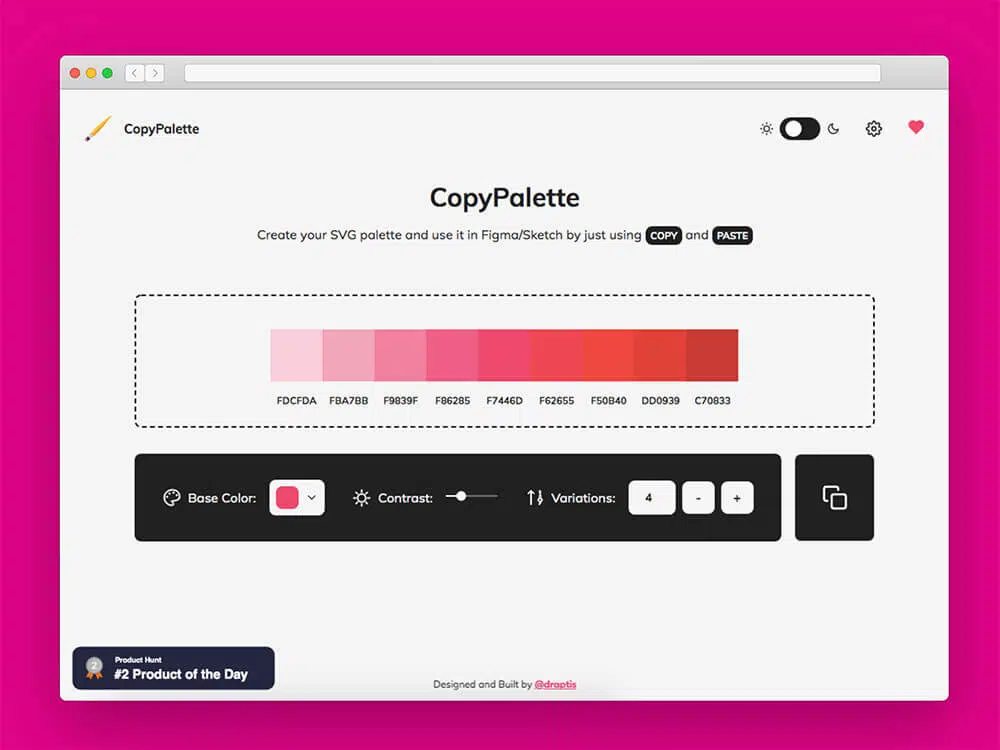 CopyPalette
CopyPalette
Create your SVG palette and use it in Figma/Sketch by just using COPY and PASTE
FDCFDA FBA7BB F9839F F86285 F7446D F62655 F50B40 DD0939 C70833
Base Color: Contrast: Variations: 4 - +
2
Product Hunt
#2 Product of the Day
Designed and Built by @draptis